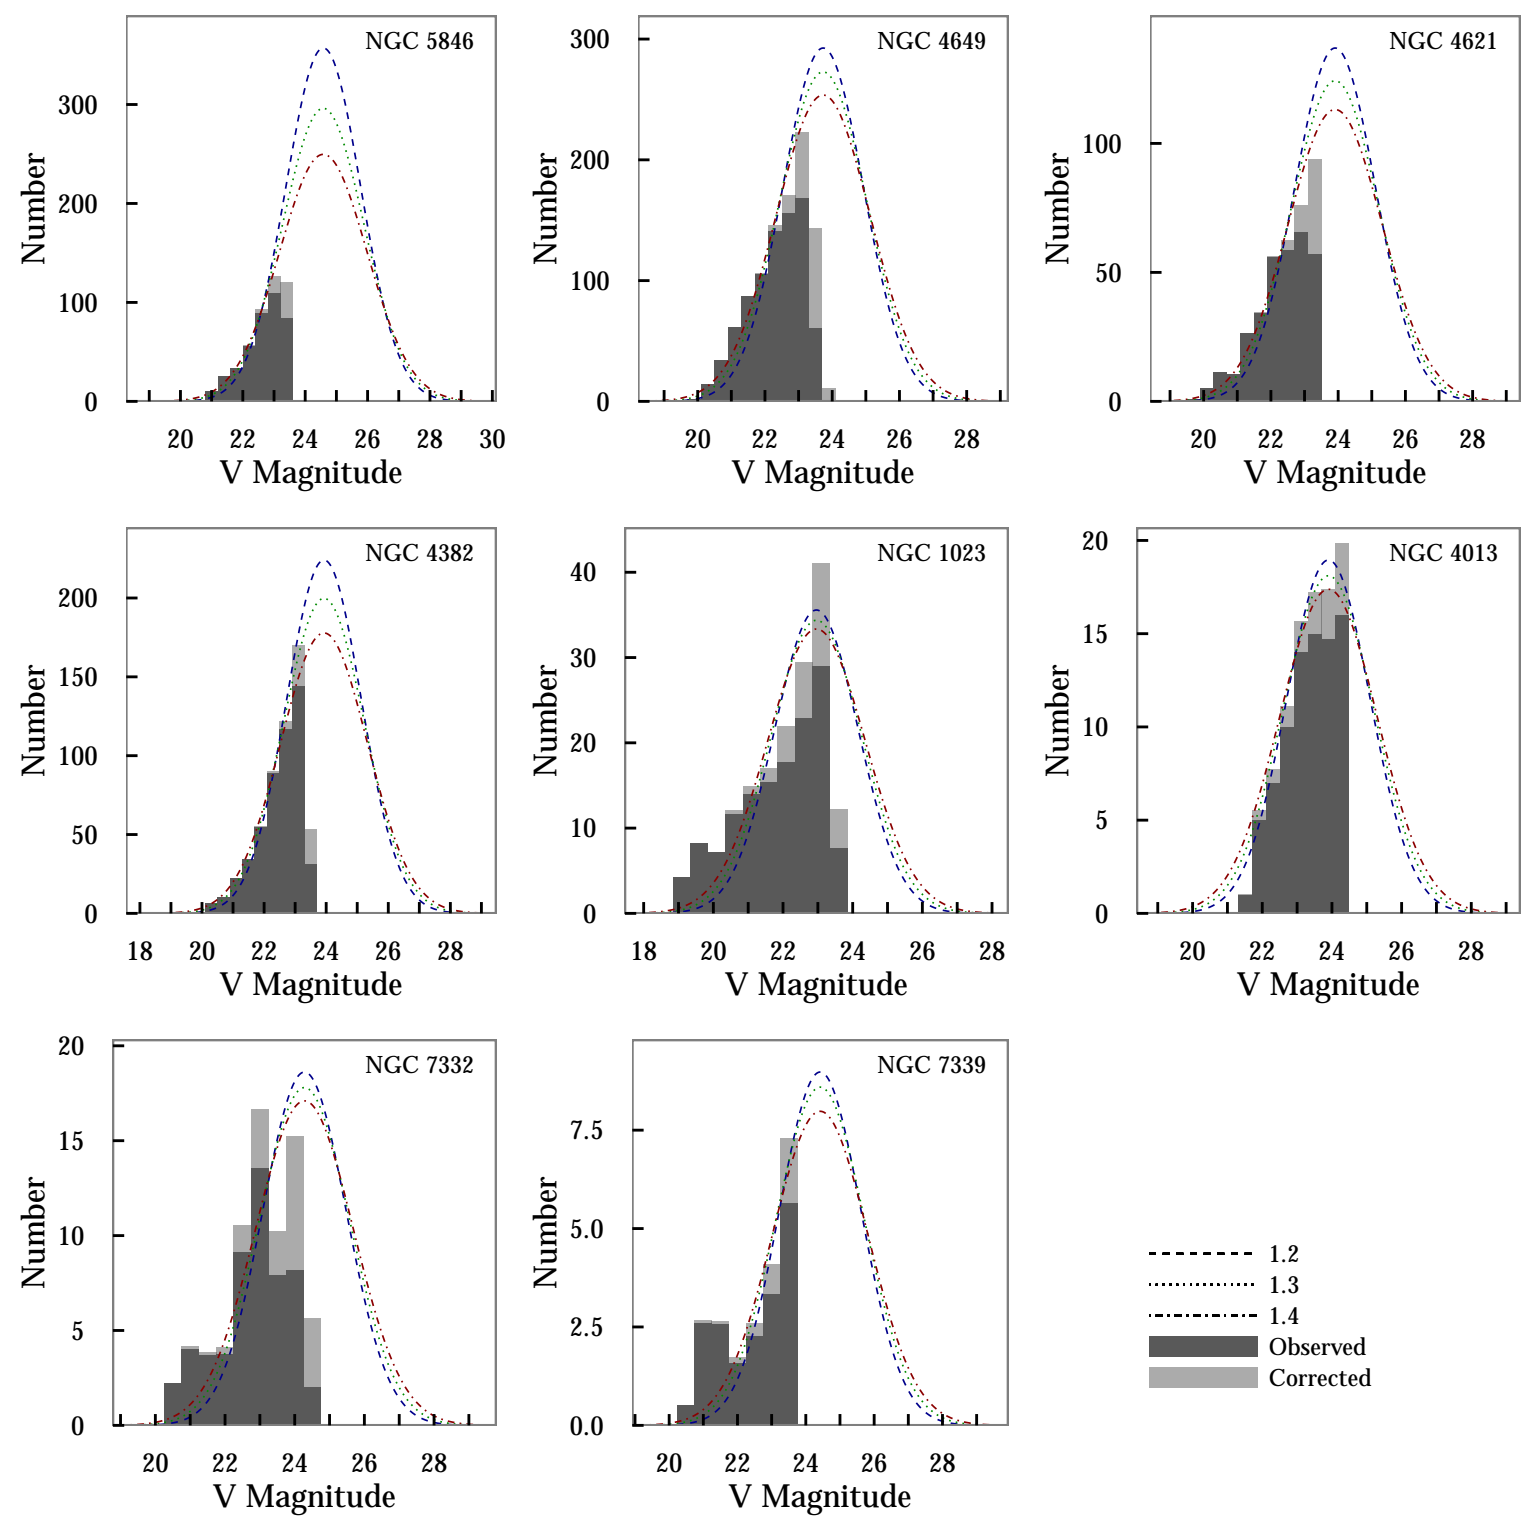 NGC 5846
300
200
100
0
Number
20 22 24 26 28 30
V Magnitude
NGC 4649
300
200
100
0
Number
20 22 24 26 28
V Magnitude
NGC 4621
100
50
0
Number
20 22 24 26 28
V Magnitude
NGC 4382
200
150
100
50
0
Number
18 20 22 24 26 28
V Magnitude
NGC 1023
40
30
20
10
0
Number
18 20 22 24 26 28
V Magnitude
NGC 4013
20
15
10
5
0
Number
20 22 24 26 28
V Magnitude
NGC 7332
20
15
10
5
0
Number
20 22 24 26 28
V Magnitude
NGC 7339
7.5
5.0
2.5
0.0
Number
20 22 24 26 28
V Magnitude
1.2
1.3
1.4
Observed
Corrected